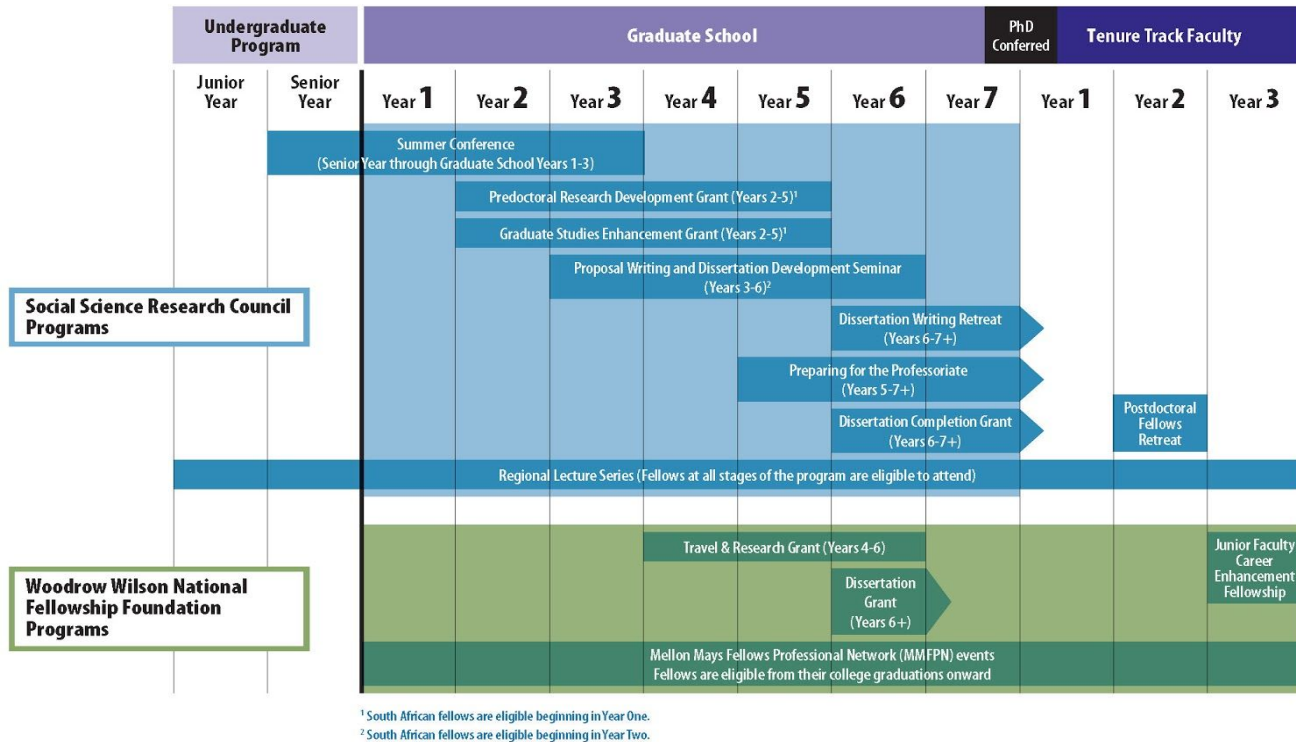 Undergraduate
Program
Graduate School
PhD
Conferred
Tenure Track Faculty
Junior
Year
Senior
Year
Year 1
Year 2
Year 3
Year 4
Year 5
Year 6
Year 7
Year 1
Year 2
Year 3
Summer Conference
(Senior Year through Graduate School Years 1-3)
Predoctoral Research Development Grant (Years 2-5)¹
Graduate Studies Enhancement Grant (Years 2-5)¹
Proposal Writing and Dissertation Development Seminar
(Years 3-6)²
Social Science Research Council
Programs
Dissertation Writing Retreat
(Years 6-7+)
Preparing for the Professoriate
(Years 5-7+)
Dissertation Completion Grant
(Years 6-7+)
Postdoctoral
Fellows
Retreat
Regional Lecture Series (Fellows at all stages of the program are eligible to attend)
Woodrow Wilson National
Fellowship Foundation
Programs
Travel & Research Grant (Years 4-6)
Dissertation
Grant
(Years 6+)
Junior Faculty
Career
Enhancement
Fellowship
Mellon Mays Fellows Professional Network (MMFPN) events
Fellows are eligible from their college graduations onward
¹ South African fellows are eligible beginning in Year One.
² South African fellows are eligible beginning in Year Two.